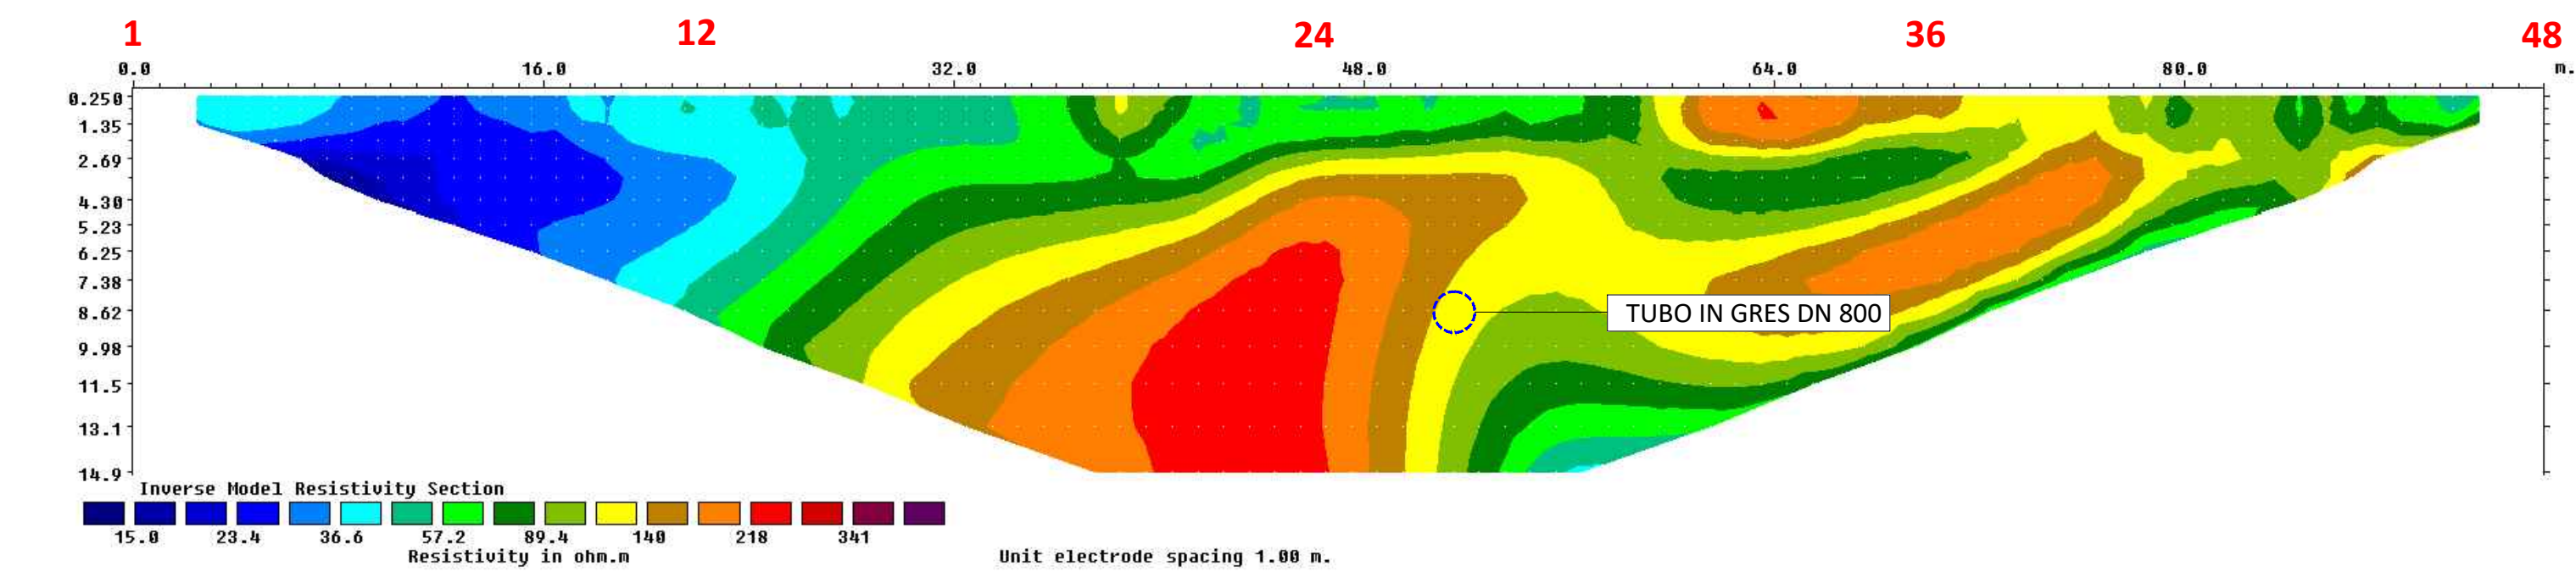 1 12 24 36 48
0.0 16.0 32.0 48.0 64.0 80.0 m.
0.250
1.35
2.69
4.30
5.23
6.25
7.38
8.62
TUBO IN GRES DN 800
9.98
11.5
13.1
14.9
Inverse Model Resistivity Section
15.0 23.4 36.6 57.2 89.4 140 218 341
Resistivity in ohm.m Unit electrode spacing 1.00 m.